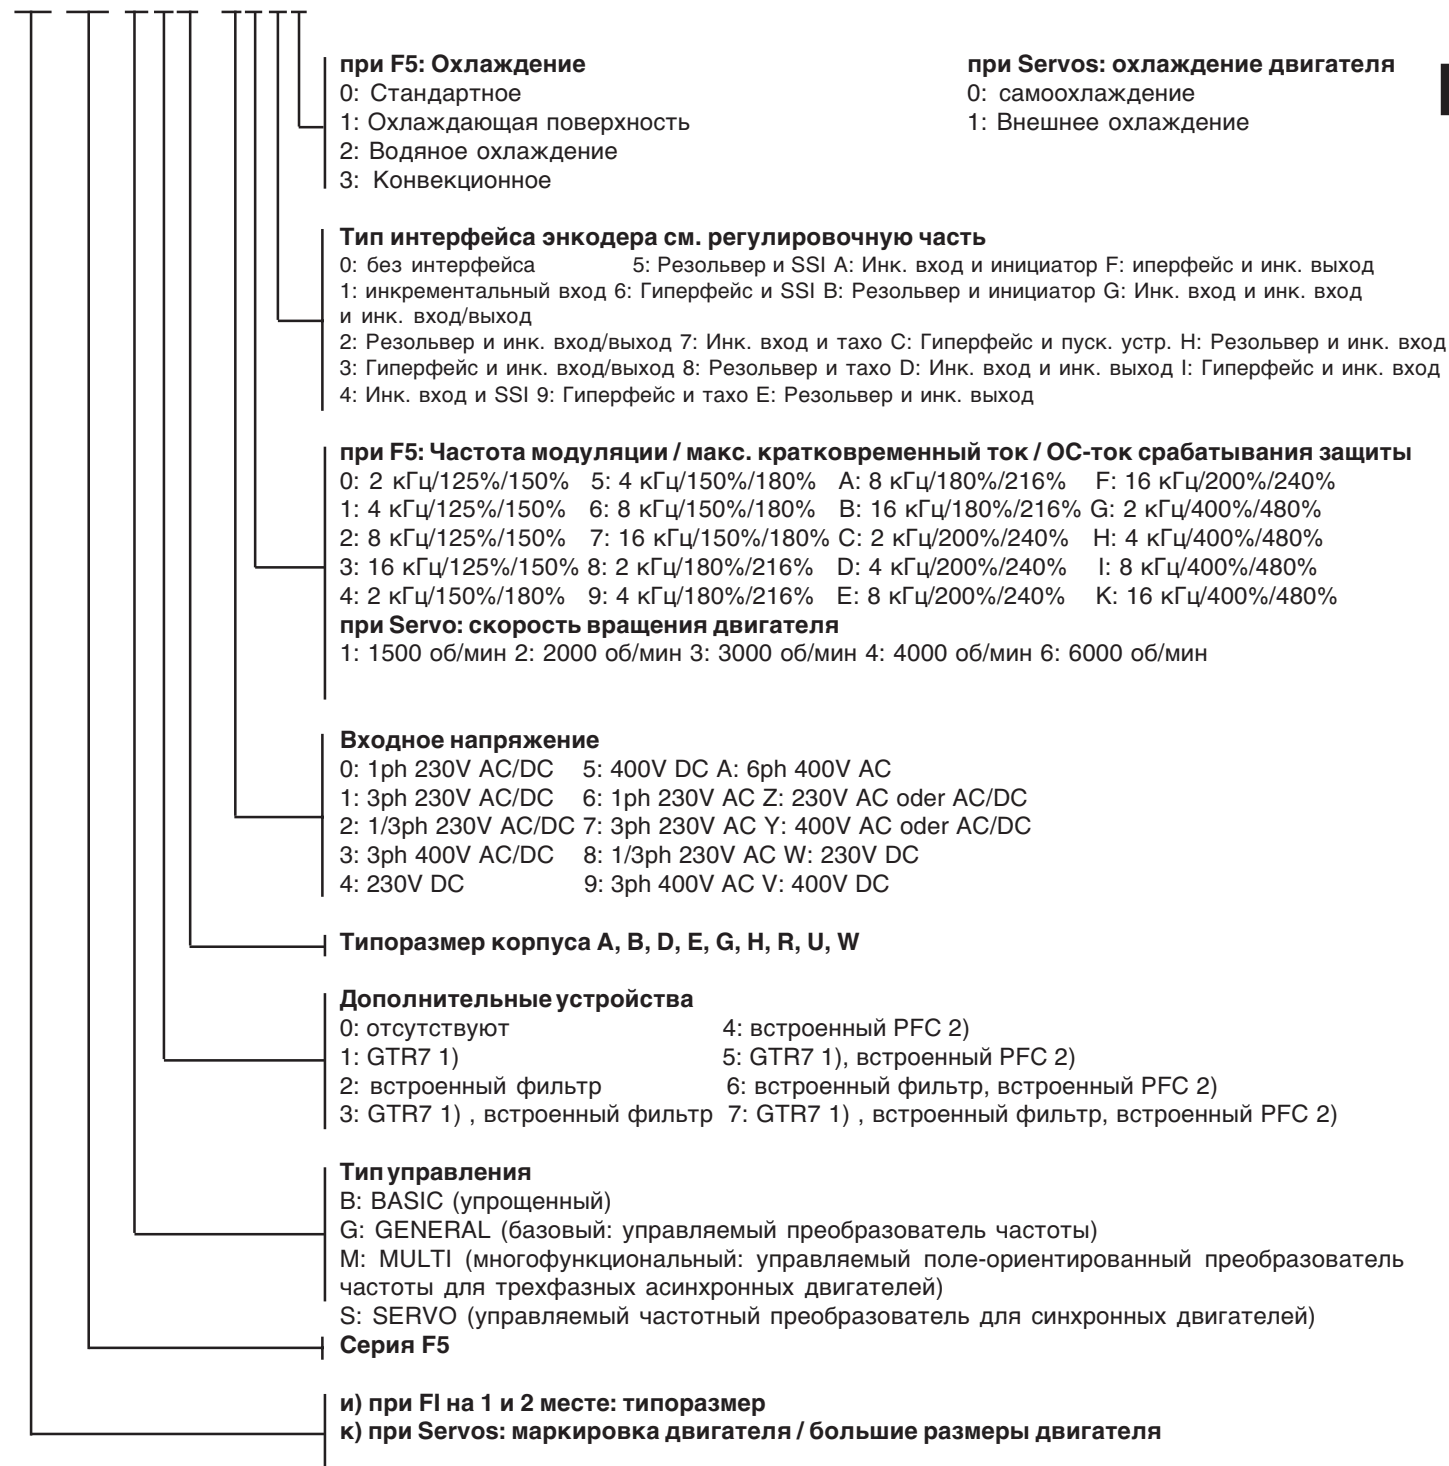 при F5: Охлаждение
0: Стандартное
1: Охлаждающая поверхность
2: Водяное охлаждение
3: Конвекционное
при Servos: охлаждение двигателя
0: самоохлаждение
1: Внешнее охлаждение
Тип интерфейса энкодера см. регулировочную часть
0: без интерфейса 5: Резольвер и SSI A: Инк. вход и инициатор F: иперфейс и инк. выход
1: инкрементальный вход 6: Гиперфейс и SSI B: Резольвер и инициатор G: Инк. вход и инк. вход
и инк. вход/выход
2: Резольвер и инк. вход/выход 7: Инк. вход и тахо C: Гиперфейс и пуск. устр. H: Резольвер и инк. вход
3: Гиперфейс и инк. вход/выход 8: Резольвер и тахо D: Инк. вход и инк. выход I: Гиперфейс и инк. вход
4: Инк. вход и SSI 9: Гиперфейс и тахо E: Резольвер и инк. выход
при F5: Частота модуляции / макс. кратковременный ток / ОС-ток срабатывания защиты
0: 2 кГц/125%/150% 5: 4 кГц/150%/180% A: 8 кГц/180%/216% F: 16 кГц/200%/240%
1: 4 кГц/125%/150% 6: 8 кГц/150%/180% B: 16 кГц/180%/216% G: 2 кГц/400%/480%
2: 8 кГц/125%/150% 7: 16 кГц/150%/180% C: 2 кГц/200%/240% H: 4 кГц/400%/480%
3: 16 кГц/125%/150% 8: 2 кГц/180%/216% D: 4 кГц/200%/240% I: 8 кГц/400%/480%
4: 2 кГц/150%/180% 9: 4 кГц/180%/216% E: 8 кГц/200%/240% K: 16 кГц/400%/480%
при Servo: скорость вращения двигателя
1: 1500 об/мин 2: 2000 об/мин 3: 3000 об/мин 4: 4000 об/мин 6: 6000 об/мин
Входное напряжение
0: 1ph 230V AC/DC 5: 400V DC A: 6ph 400V AC
1: 3ph 230V AC/DC 6: 1ph 230V AC Z: 230V AC oder AC/DC
2: 1/3ph 230V AC/DC 7: 3ph 230V AC Y: 400V AC oder AC/DC
3: 3ph 400V AC/DC 8: 1/3ph 230V AC W: 230V DC
4: 230V DC 9: 3ph 400V AC V: 400V DC
Типоразмер корпуса A, B, D, E, G, H, R, U, W
Дополнительные устройства
0: отсутствуют 4: встроенный PFC 2)
1: GTR7 1) 5: GTR7 1), встроенный PFC 2)
2: встроенный фильтр 6: встроенный фильтр, встроенный PFC 2)
3: GTR7 1) , встроенный фильтр 7: GTR7 1) , встроенный фильтр, встроенный PFC 2)
Тип управления
B: BASIC (упрощенный)
G: GENERAL (базовый: управляемый преобразователь частоты)
M: MULTI (многофункциональный: управляемый поле-ориентированный преобразователь
частоты для трехфазных асинхронных двигателей)
S: SERVO (управляемый частотный преобразователь для синхронных двигателей)
Серия F5
и) при FI на 1 и 2 месте: типоразмер
к) при Servos: маркировка двигателя / большие размеры двигателя